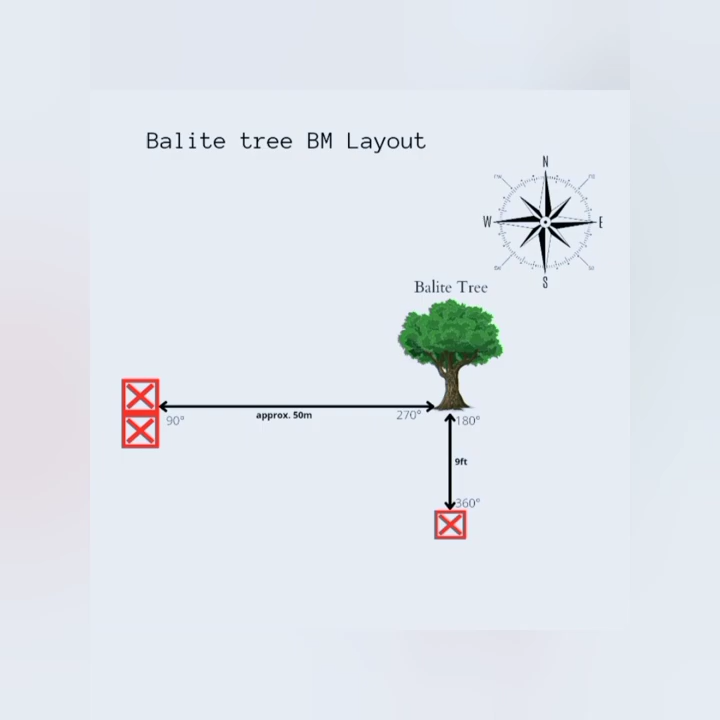 Balite tree BM Layout
N
W
E
S
Balite Tree
90°
approx. 50m
270°
180°
9ft
360°